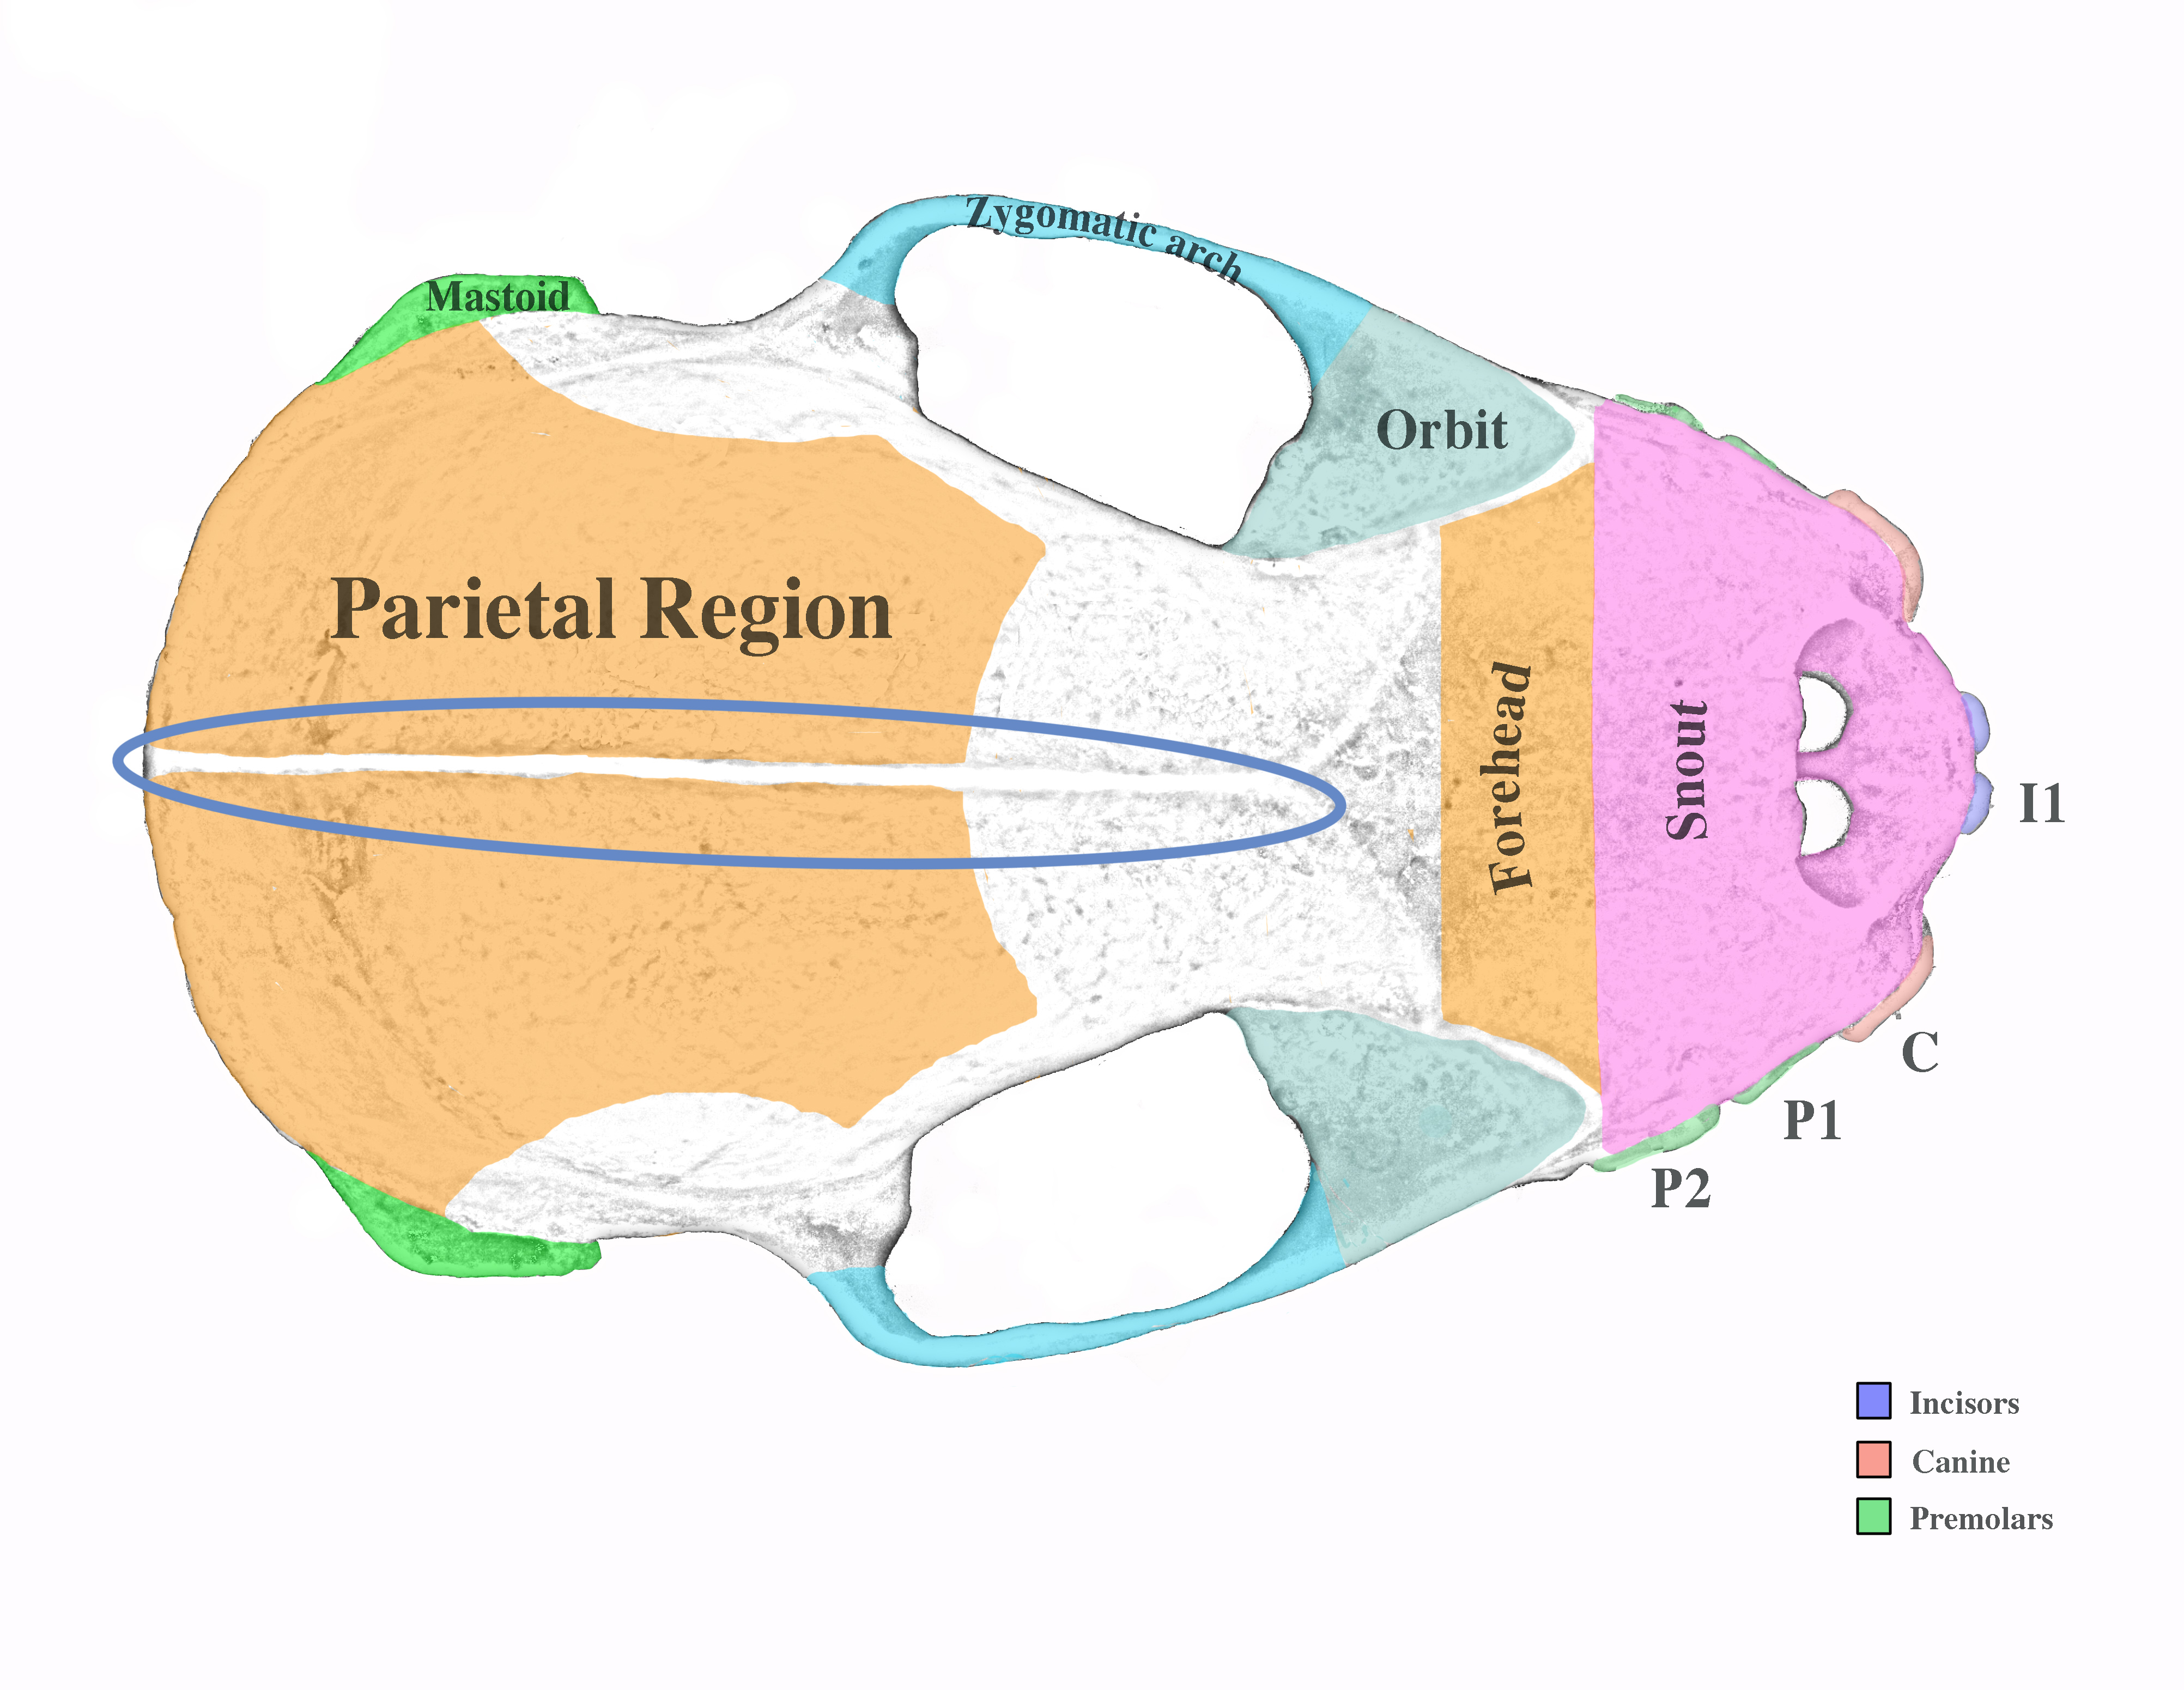 Zygomatic arch
Mastoid
Orbit
Parietal Region
Forehead
Snout
I1
C
P1
P2
Incisors
Canine
Premolars